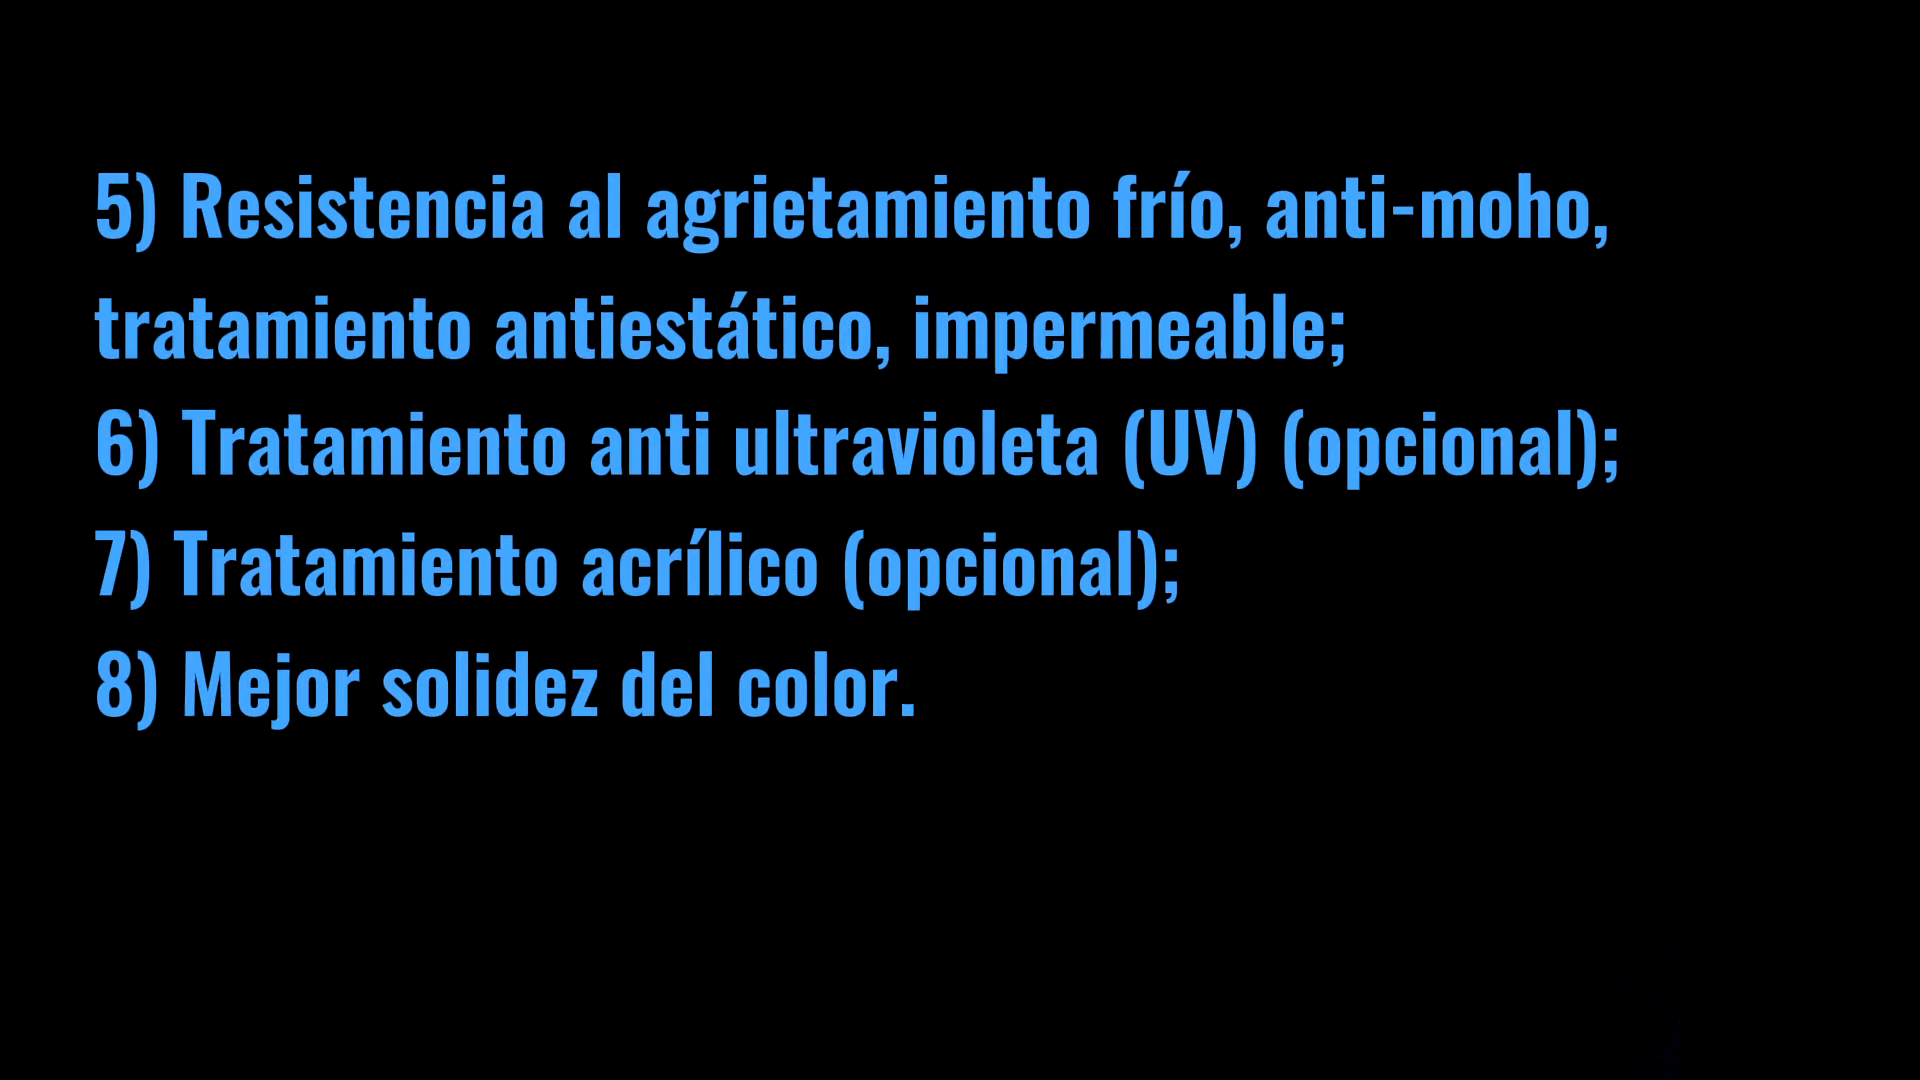 5) Resistencia al agrietamiento frío, anti-moho,
tratamiento antiestático, impermeable;
6) Tratamiento anti ultravioleta (UV) (opcional);
7) Tratamiento acrílico (opcional);
8) Mejor solidez del color.